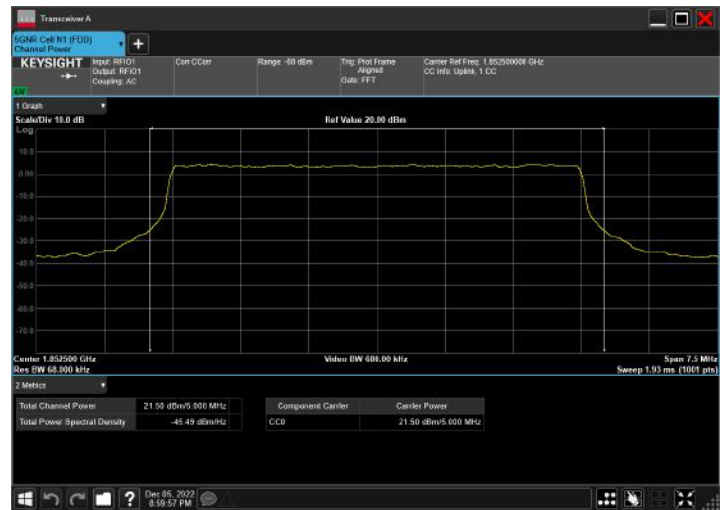 Transceiver A
5GNR Cell N1 (FDD)
Channel Power
KEYSIGHT
Input: RFIO1
Output: RFIO1
Coupling: AC
Corr CCorr
Range: -60 dBm
Trig: Prot Frame
Aligned
Gate: FFT
Carrier Ref Freq: 1.852500000 GHz
CC Info: Uplink, 1 CC
1 Graph
Scale/Div 10.0 dB
Ref Value 20.00 dBm
Log
10.0
0.00
-10.0
-20.0
-30.0
-40.0
-50.0
-60.0
-70.0
Center 1.852500 GHz
Video BW 680.00 kHz
Span 7.5 MHz
Res BW 68.000 kHz
Sweep 1.93 ms (1001 pts)
2 Metrics
Total Channel Power 21.50 dBm/5.000 MHz
Total Power Spectral Density -45.49 dBm/Hz
Component Carrier Carrier Power
CC0 21.50 dBm/5.000 MHz
Dec 05, 2022
8:59:57 PM